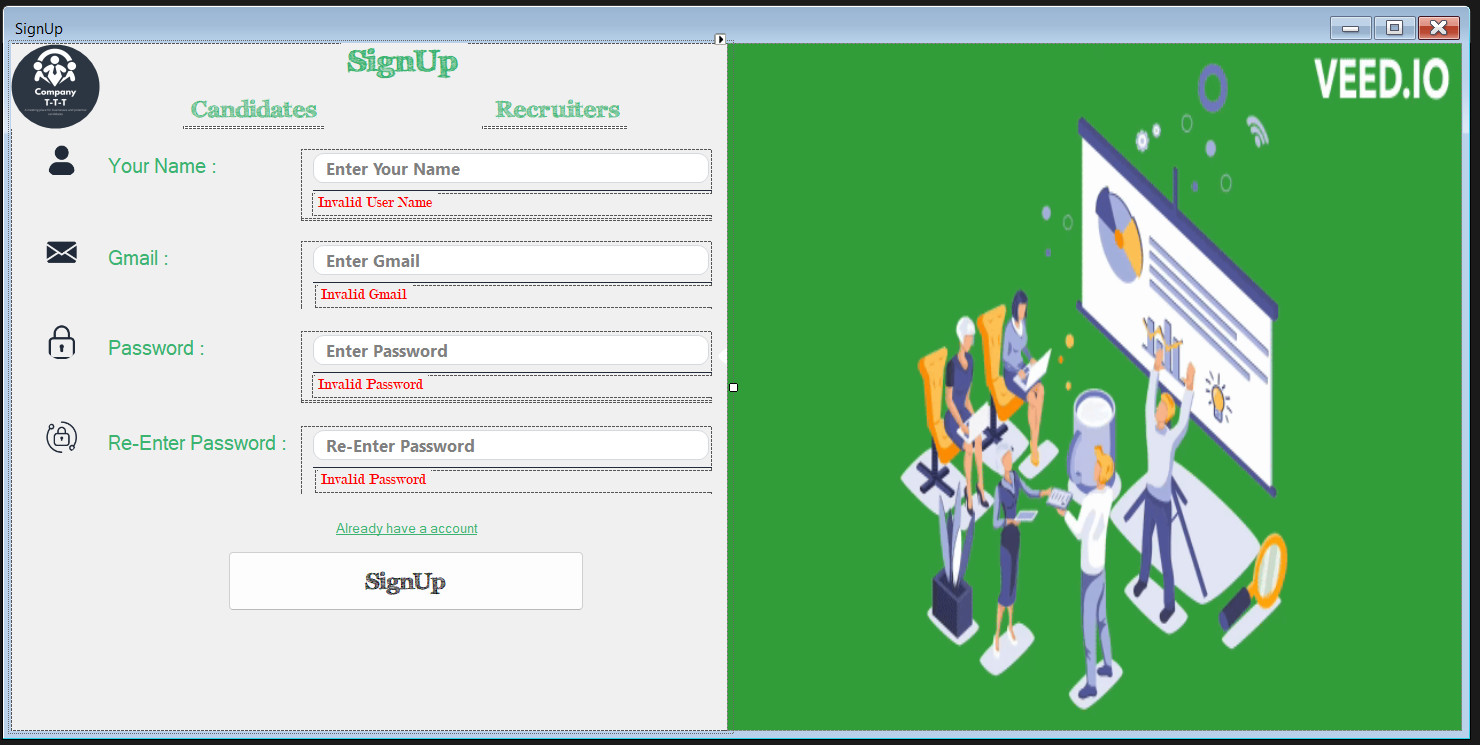 SignUp
Company
T-T-T
SignUp
Candidates
Recruiters
Your Name :
Enter Your Name
Invalid User Name
Gmail :
Enter Gmail
Invalid Gmail
Password :
Enter Password
Invalid Password
Re-Enter Password :
Re-Enter Password
Invalid Password
Already have a account
SignUp
VEED.IO